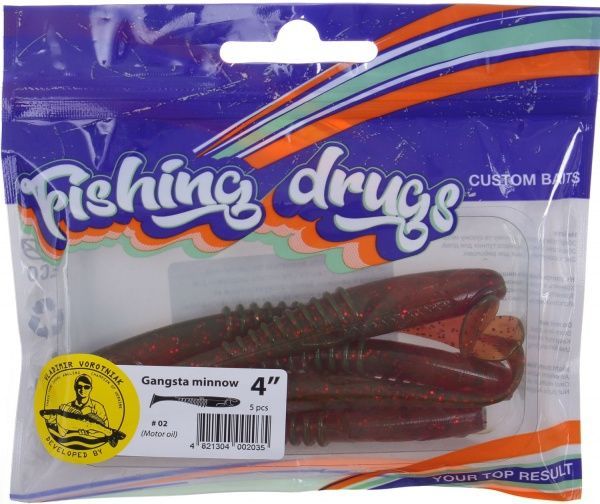 Fishing drugs
CUSTOM BAITS
VLADIMIR VOROTNIAK
DEVELOPED BY
Gangsta minnow
4”
5 pcs
# 02
(Motor oil)
4 821304 002035
YOUR TOP RESULT